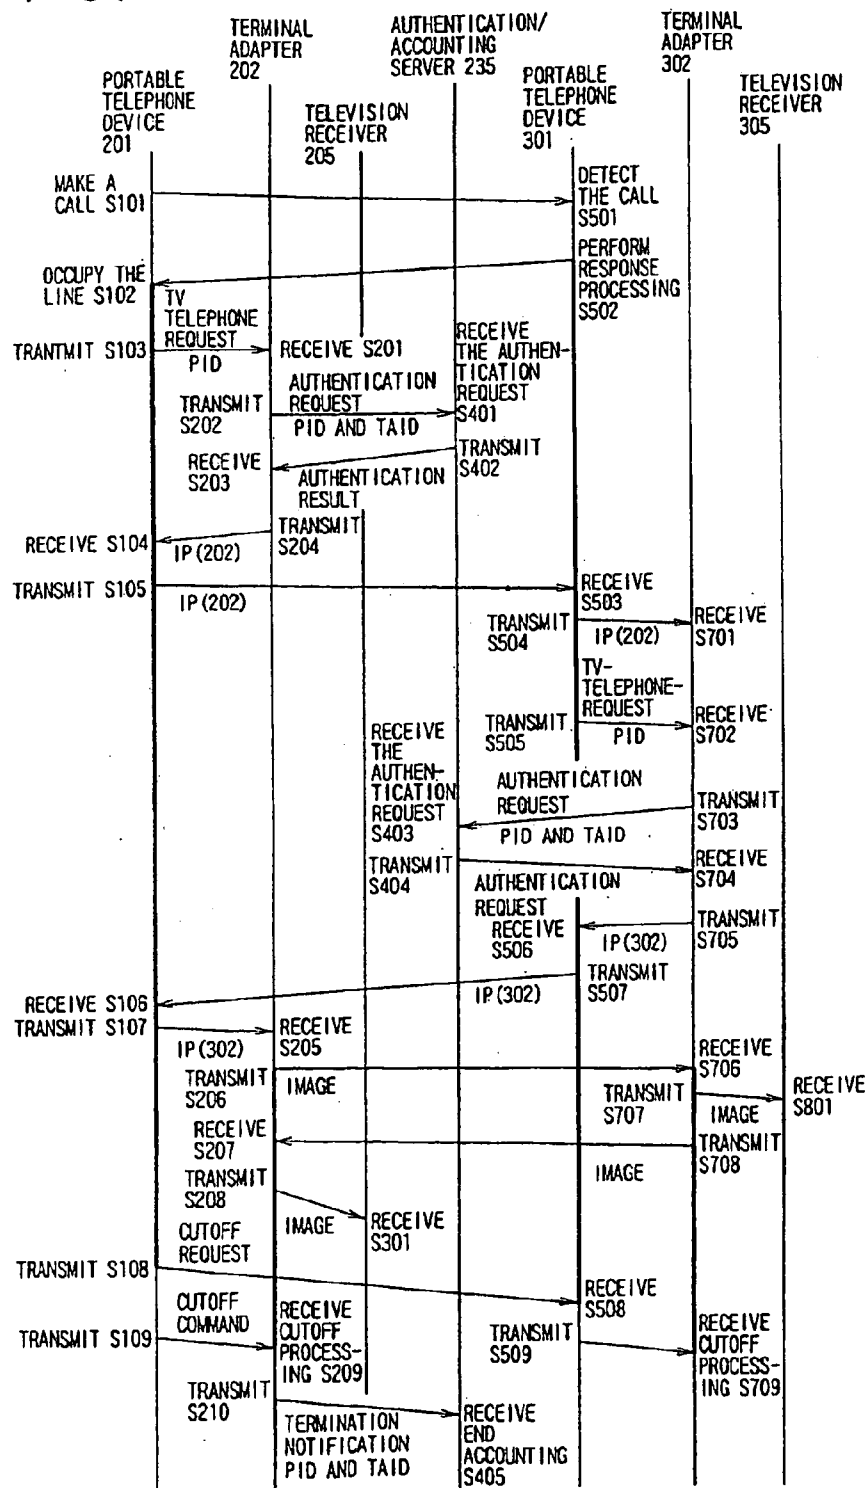 TERMINAL
ADAPTER
202
AUTHENTICATION/
ACCOUNTING
SERVER 235
TERMINAL
ADAPTER
302
PORTABLE
TELEPHONE
DEVICE
201
TELEVISION
RECEIVER
205
PORTABLE
TELEPHONE
DEVICE
301
TELEVISION
RECEIVER
305
MAKE A
CALL S101
DETECT
THE CALL
S501
OCCUPY THE
LINE S102
PERFORM
RESPONSE
PROCESSING
S502
TV
TELEPHONE
REQUEST
TRANTMIT S103
PID
RECEIVE S201
RECEIVE
THE AUTHEN-
TICATION
REQUEST
S401
TRANSMIT
S202
AUTHENTICATION
REQUEST
PID AND TAID
RECEIVE
S203
TRANSMIT
S402
AUTHENTICATION
RESULT
RECEIVE S104
IP(202)
TRANSMIT
S204
TRANSMIT S105
IP(202)
RECEIVE
S503
TRANSMIT
S504
IP(202)
RECEIVE
S701
TV-
TELEPHONE-
REQUEST
TRANSMIT
S505
PID
RECEIVE
S702
RECEIVE
THE
AUTHEN-
TICATION
REQUEST
S403
AUTHENTICATION
REQUEST
PID AND TAID
TRANSMIT
S703
TRANSMIT
S404
RECEIVE
S704
AUTHENTICATION
REQUEST
RECEIVE
S506
IP(302)
TRANSMIT
S705
RECEIVE S106
IP(302)
TRANSMIT
S507
TRANSMIT S107
IP(302)
RECEIVE
S205
TRANSMIT
S206
IMAGE
RECEIVE
S706
TRANSMIT
S707
IMAGE
RECEIVE
S801
RECEIVE
S207
IMAGE
TRANSMIT
S708
TRANSMIT
S208
IMAGE
RECEIVE
S301
CUTOFF
REQUEST
TRANSMIT S108
RECEIVE
S508
CUTOFF
COMMAND
TRANSMIT S109
RECEIVE
CUTOFF
PROCESS-
ING S209
TRANSMIT
S509
RECEIVE
CUTOFF
PROCESS-
ING S709
TRANSMIT
S210
TERMINATION
NOTIFICATION
PID AND TAID
RECEIVE
END
ACCOUNTING
S405